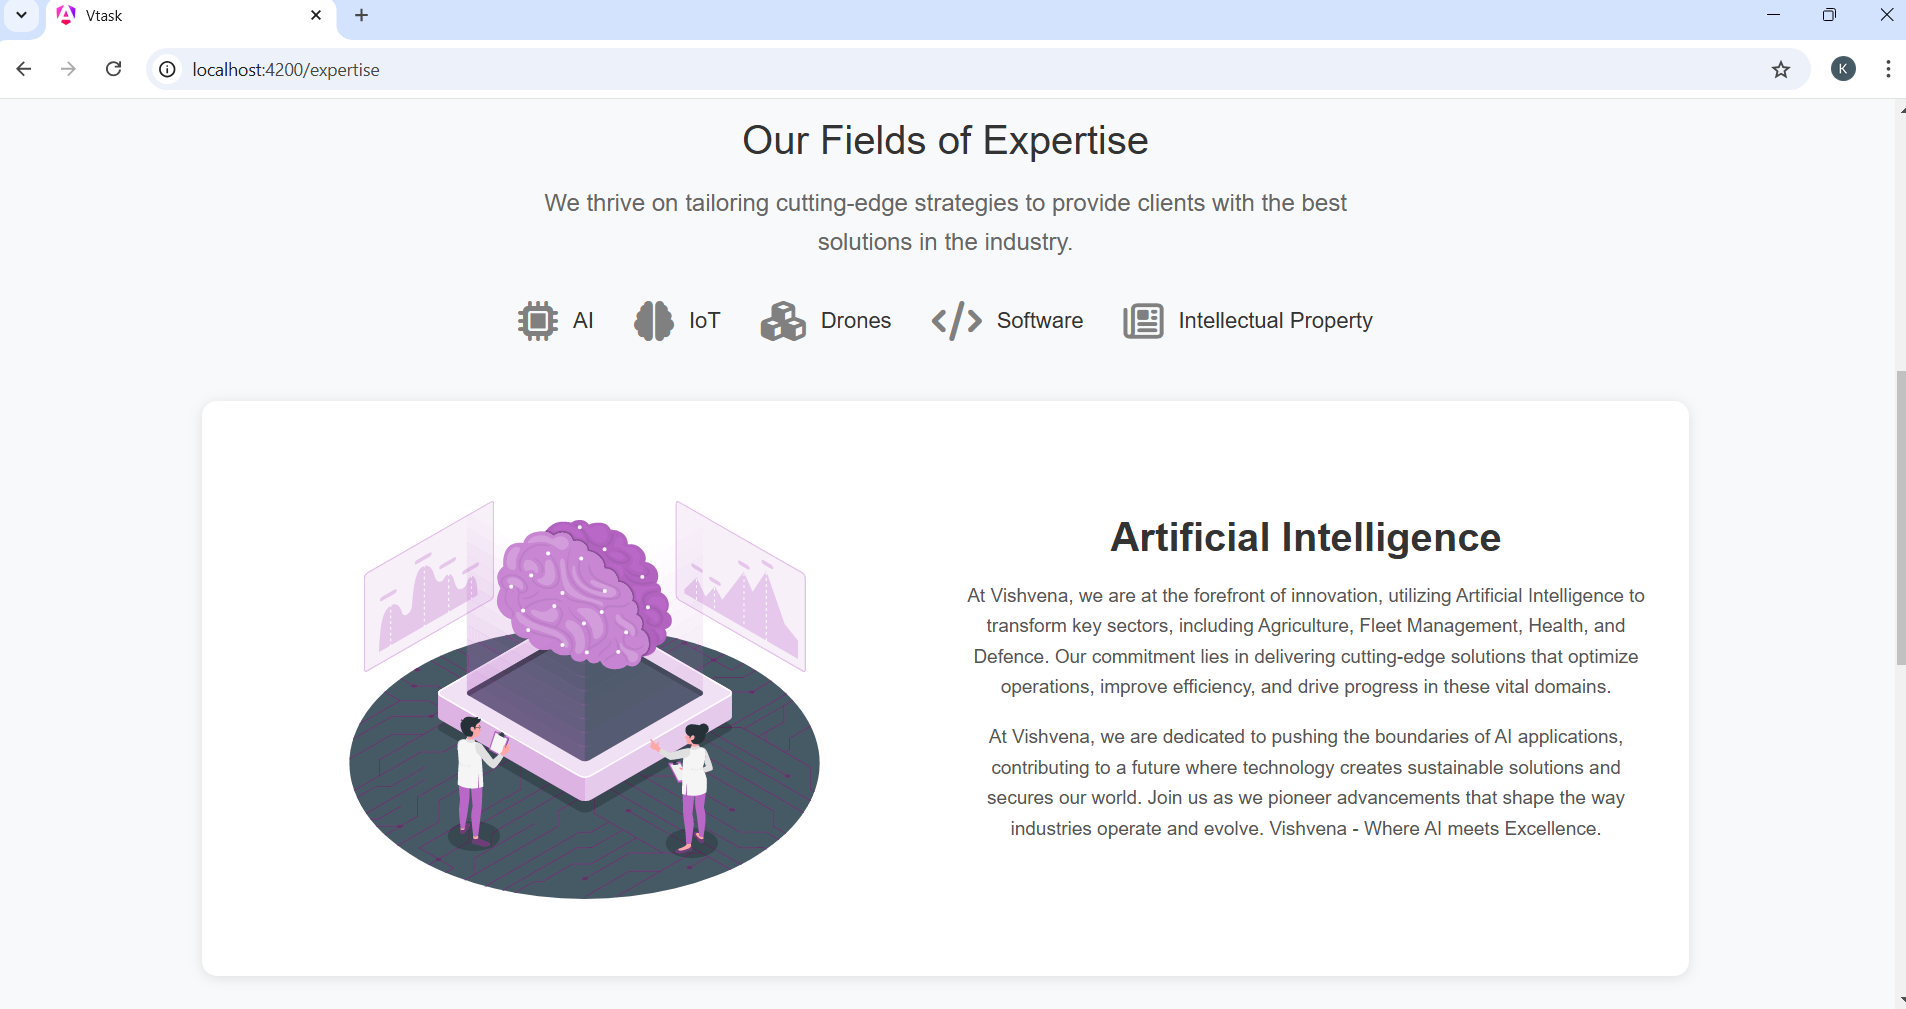 Vtask
localhost:4200/expertise
K
Our Fields of Expertise
We thrive on tailoring cutting-edge strategies to provide clients with the best
solutions in the industry.
AI IoT Drones Software Intellectual Property
Artificial Intelligence
At Vishvena, we are at the forefront of innovation, utilizing Artificial Intelligence to
transform key sectors, including Agriculture, Fleet Management, Health, and
Defence. Our commitment lies in delivering cutting-edge solutions that optimize
operations, improve efficiency, and drive progress in these vital domains.
At Vishvena, we are dedicated to pushing the boundaries of AI applications,
contributing to a future where technology creates sustainable solutions and
secures our world. Join us as we pioneer advancements that shape the way
industries operate and evolve. Vishvena - Where AI meets Excellence.